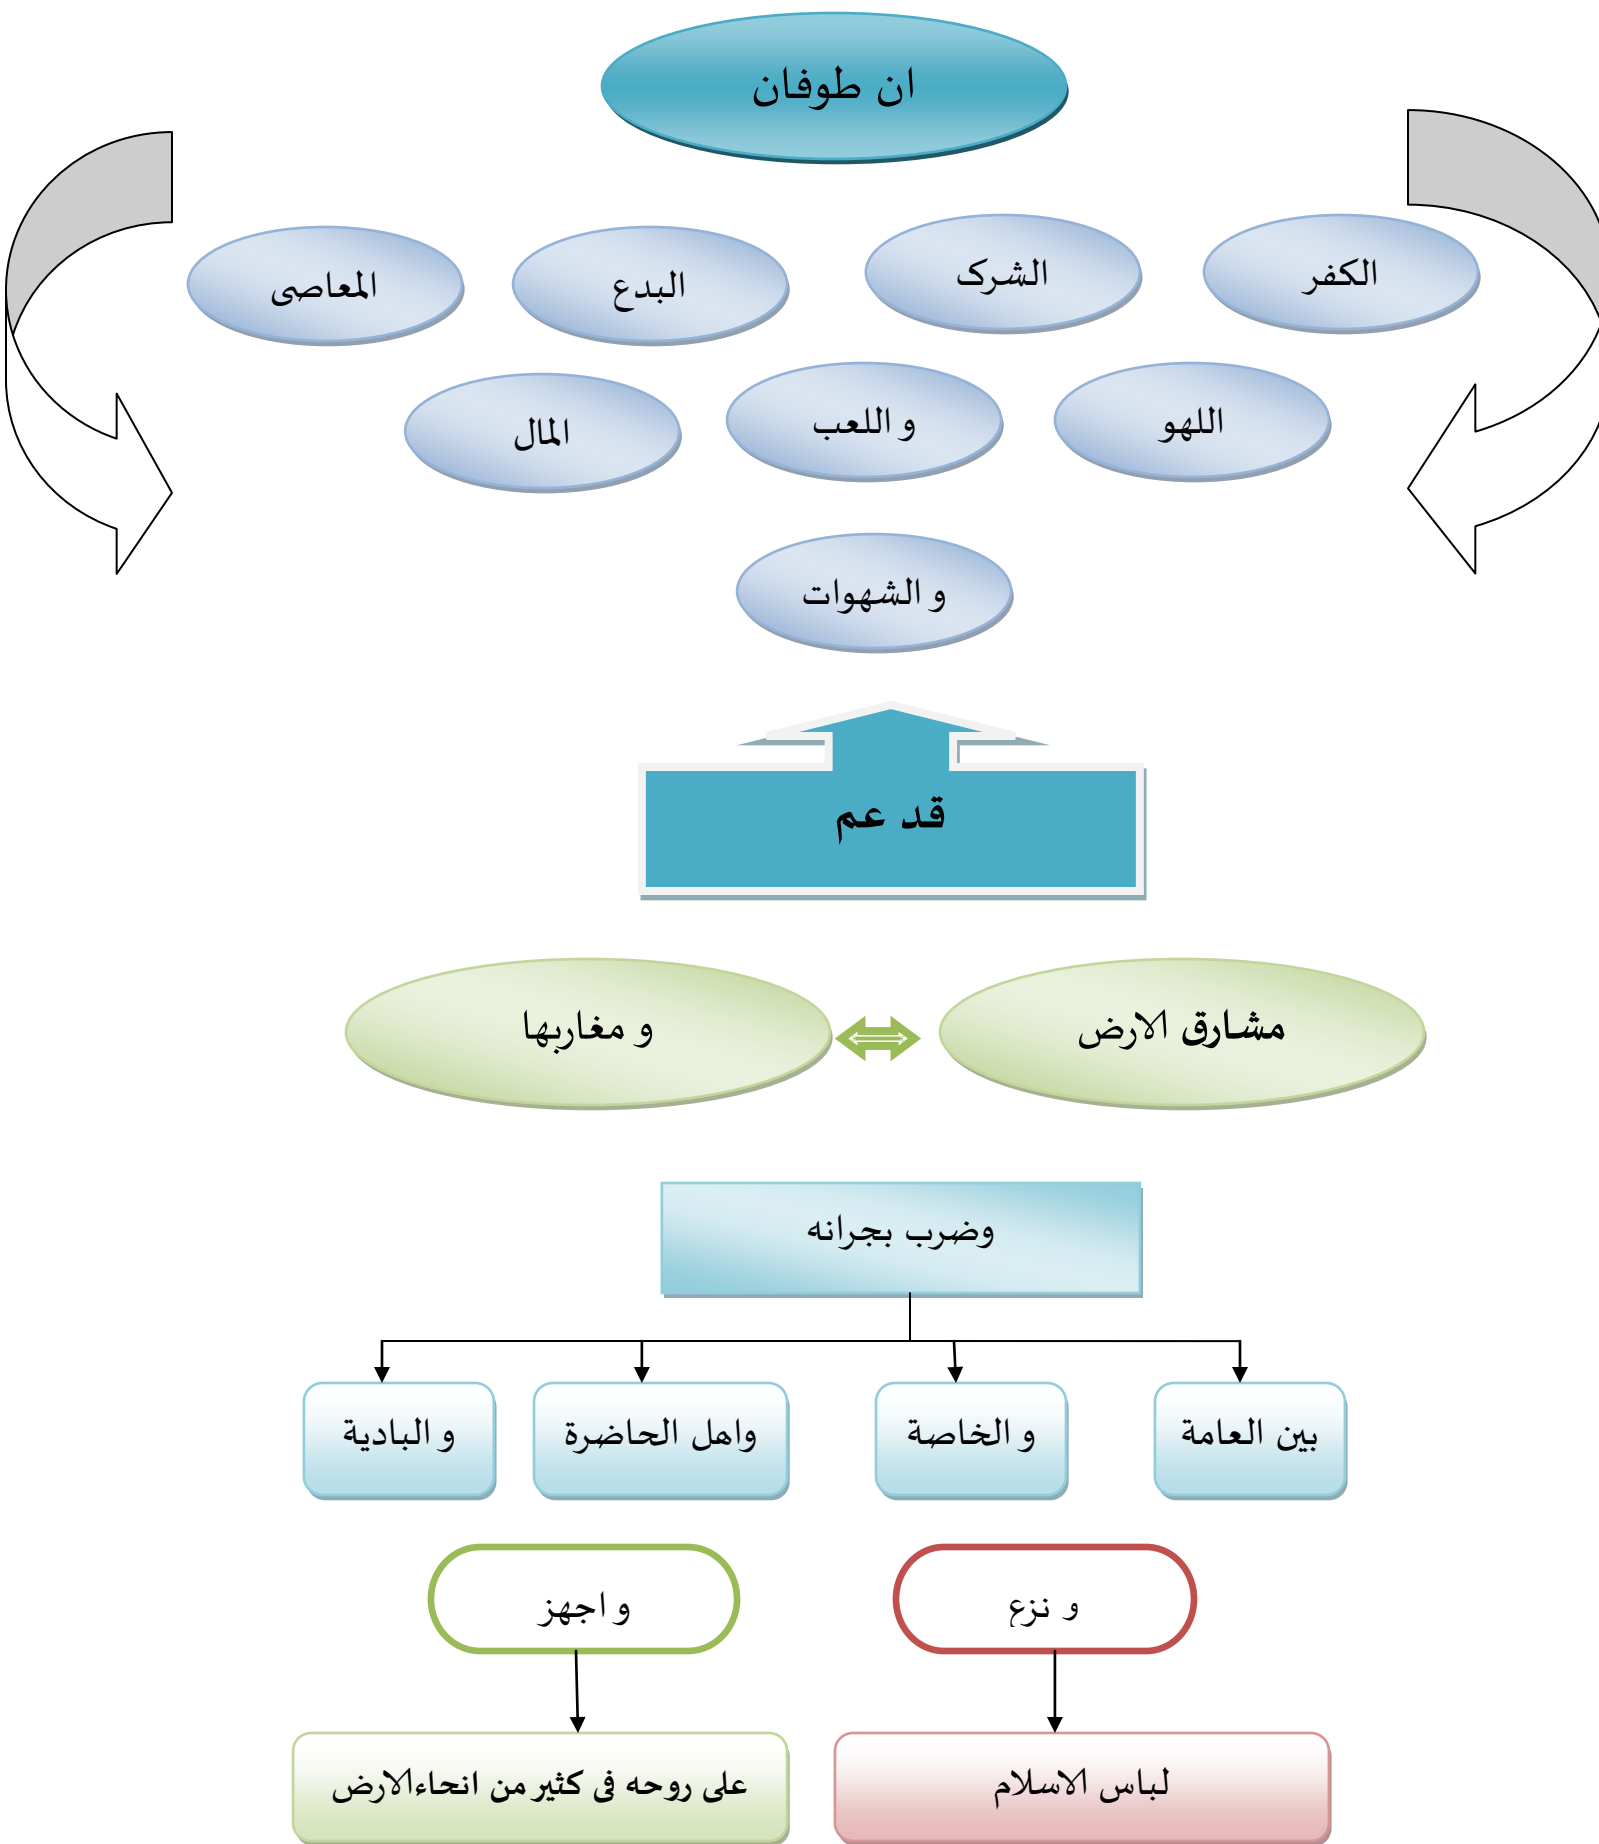 ان طوفان
الكفر
الشرک
البدع
المعاصى
اللهو
و اللعب
المال
و الشهوات
قد عم
مشارق الارض
و مغاربها
وضرب بجرانه
بين العامة
و الخاصة
واهل الحاضرة
و البادية
و نزع
و اجهز
لباس الاسلام
على روحه فى كثير من انحاءالارض